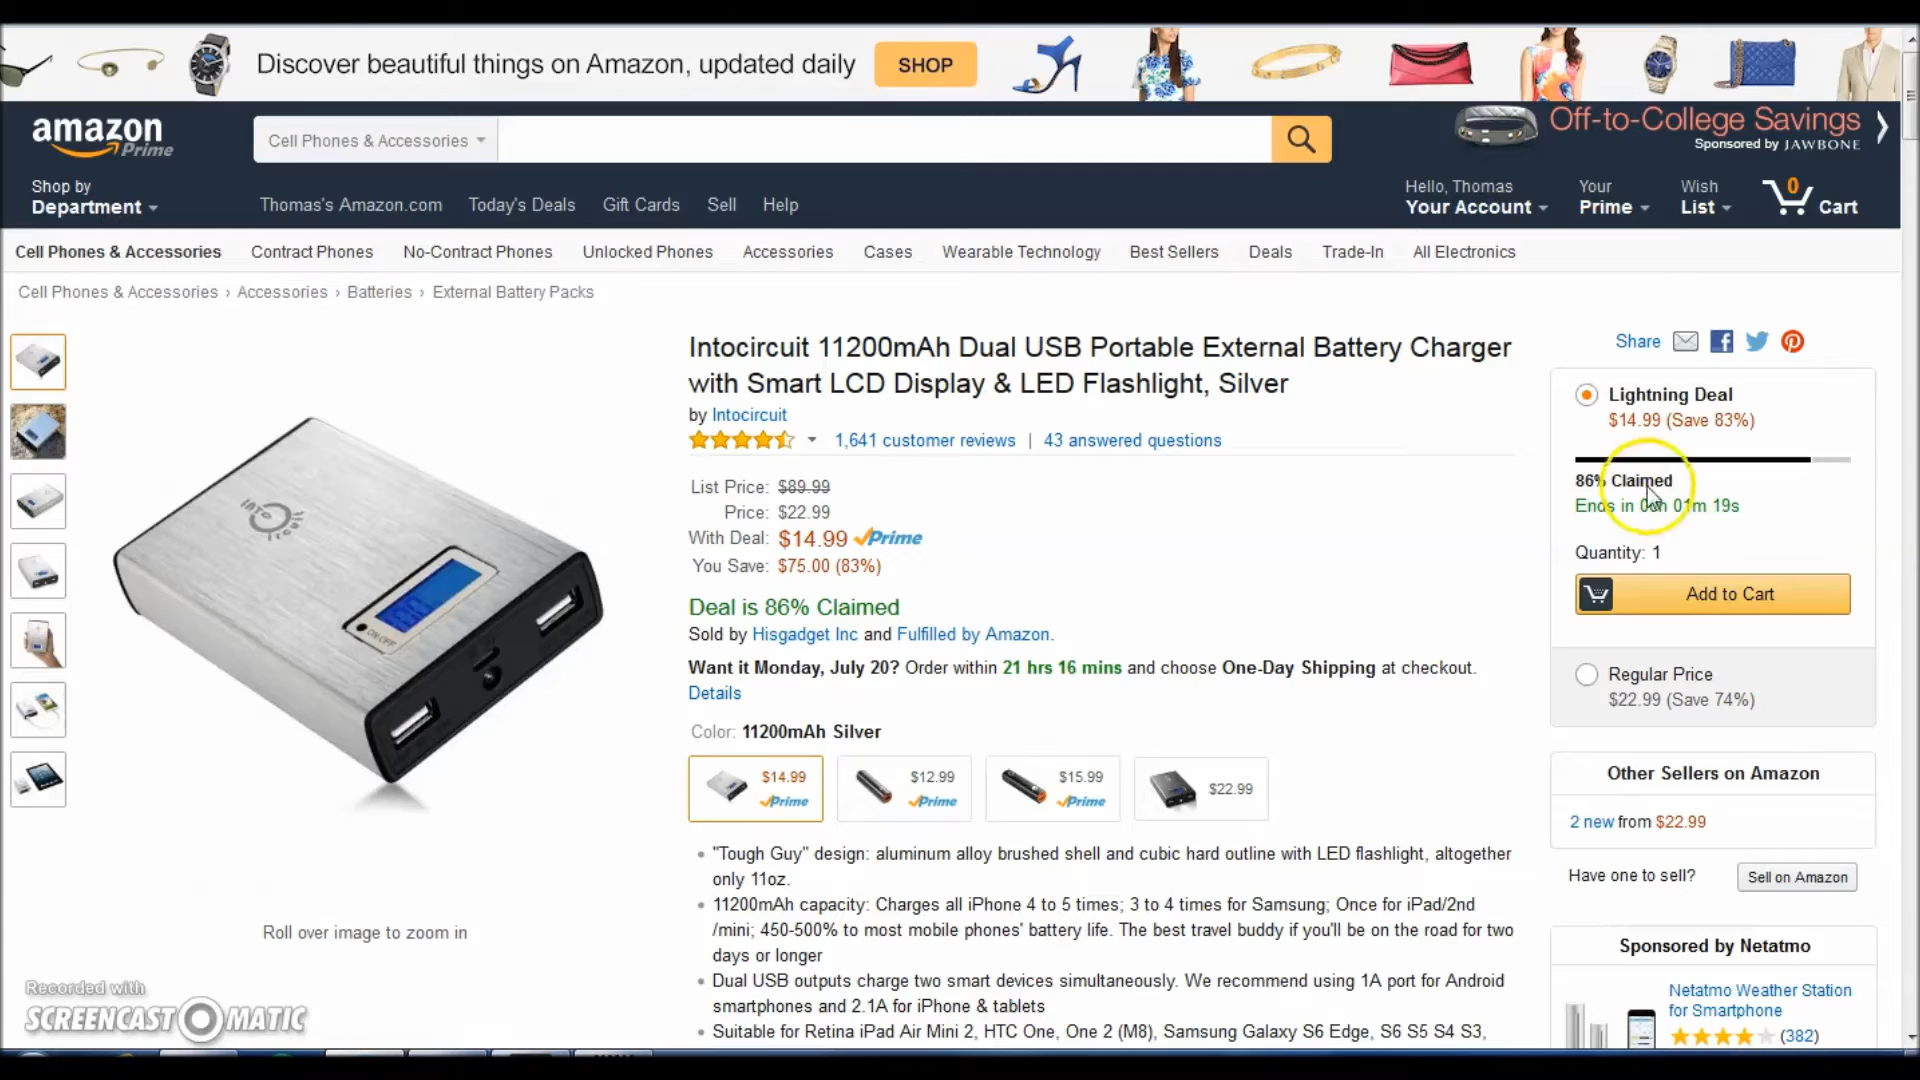 Discover beautiful things on Amazon, updated daily
SHOP
amazon
Prime
Cell Phones & Accessories
Off-to-College Savings
Sponsored by JAWBONE
Shop by
Department
Thomas's Amazon.com
Today's Deals
Gift Cards
Sell
Help
Hello, Thomas
Your Account
Your
Prime
Wish
List
0
Cart
Cell Phones & Accessories
Contract Phones
No-Contract Phones
Unlocked Phones
Accessories
Cases
Wearable Technology
Best Sellers
Deals
Trade-In
All Electronics
Cell Phones & Accessories › Accessories › Batteries › External Battery Packs
Intocircuit 11200mAh Dual USB Portable External Battery Charger
with Smart LCD Display & LED Flashlight, Silver
by Intocircuit
1,641 customer reviews | 43 answered questions
List Price: $89.99
Price: $22.99
With Deal: $14.99 Prime
You Save: $75.00 (83%)
Deal is 86% Claimed
Sold by Hisgadget Inc and Fulfilled by Amazon.
Want it Monday, July 20? Order within 21 hrs 16 mins and choose One-Day Shipping at checkout.
Details
Color: 11200mAh Silver
$14.99
Prime
$12.99
Prime
$15.99
Prime
$22.99
• "Tough Guy" design: aluminum alloy brushed shell and cubic hard outline with LED flashlight, altogether
only 11oz.
• 11200mAh capacity: Charges all iPhone 4 to 5 times; 3 to 4 times for Samsung; Once for iPad/2nd
/mini; 450-500% to most mobile phones' battery life. The best travel buddy if you'll be on the road for two
days or longer
• Dual USB outputs charge two smart devices simultaneously. We recommend using 1A port for Android
smartphones and 2.1A for iPhone & tablets
• Suitable for Retina iPad Air Mini 2, HTC One, One 2 (M8), Samsung Galaxy S6 Edge, S6 S5 S4 S3,
ON/OFF
Roll over image to zoom in
Share
Lightning Deal
$14.99 (Save 83%)
86% Claimed
Ends in 01m 19s
Quantity: 1
Add to Cart
Regular Price
$22.99 (Save 74%)
Other Sellers on Amazon
2 new from $22.99
Have one to sell?
Sell on Amazon
Sponsored by Netatmo
Netatmo Weather Station
for Smartphone
(382)
Recorded with
SCREENCAST MATIC